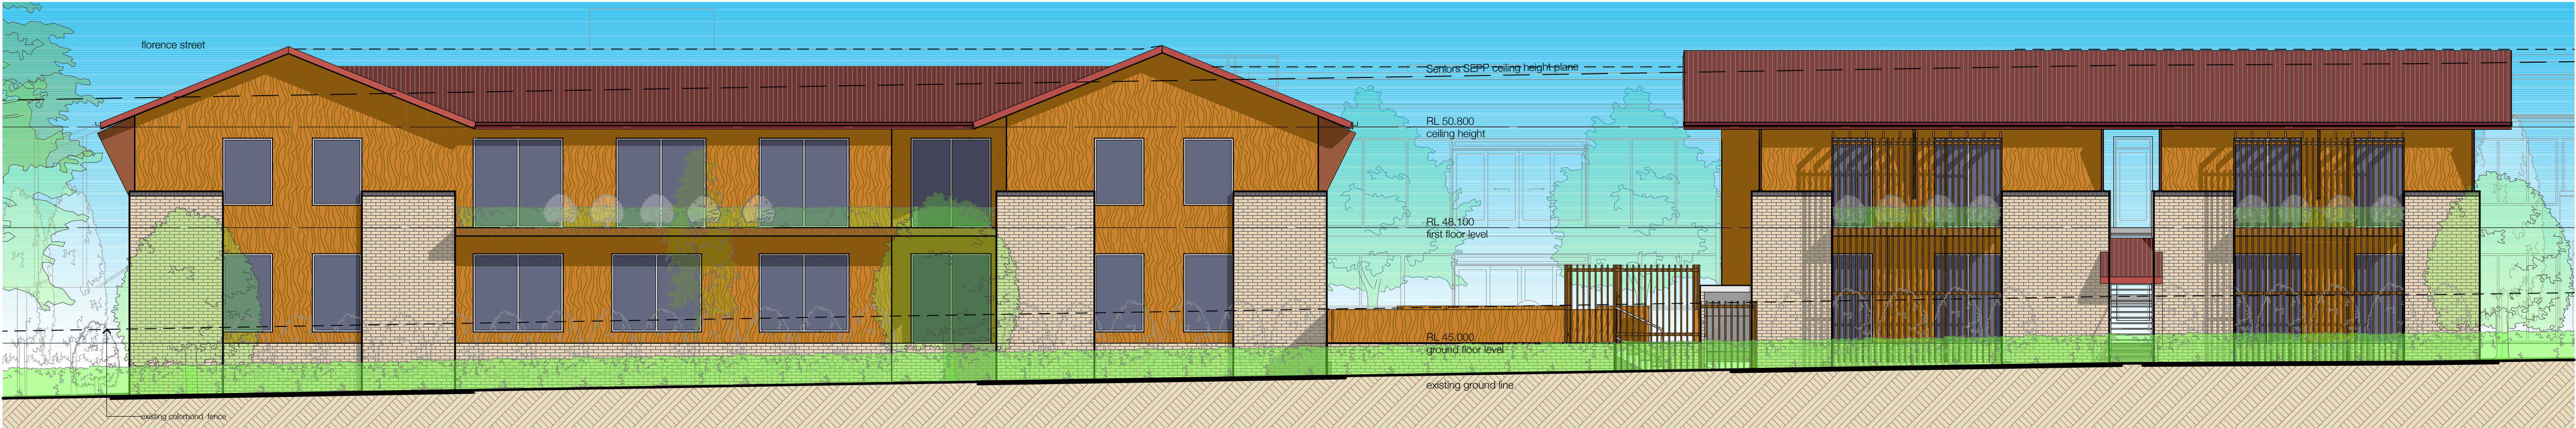 florence street
Seniors SEPP ceiling height plane
RL 50.800
ceiling height
RL 48.100
first floor level
RL 45.000
ground floor level
existing ground line
existing colorbond fence